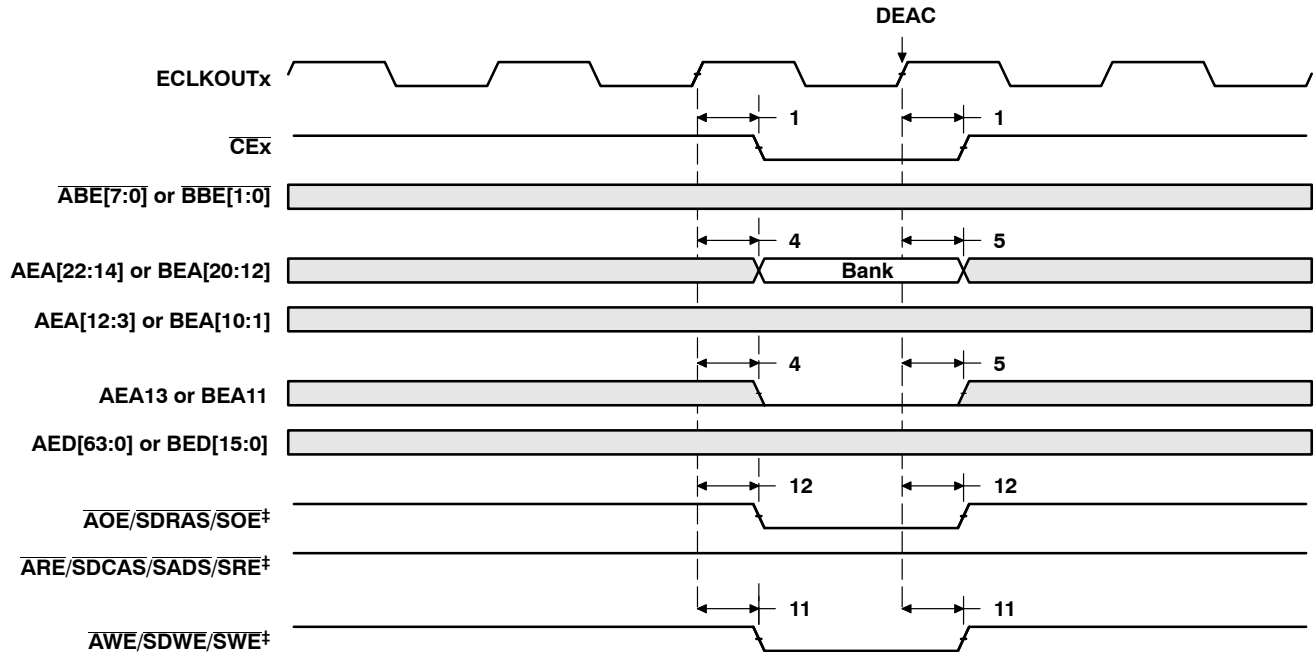 DEAC
ECLKOUTx
1 1
CEx
ABE[7:0] or BBE[1:0]
4 5
AEA[22:14] or BEA[20:12] Bank
AEA[12:3] or BEA[10:1]
4 5
AEA13 or BEA11
AED[63:0] or BED[15:0]
12 12
AOE/SDRAS/SOE‡
ARE/SDCAS/SADS/SRE‡
11 11
AWE/SDWE/SWE‡